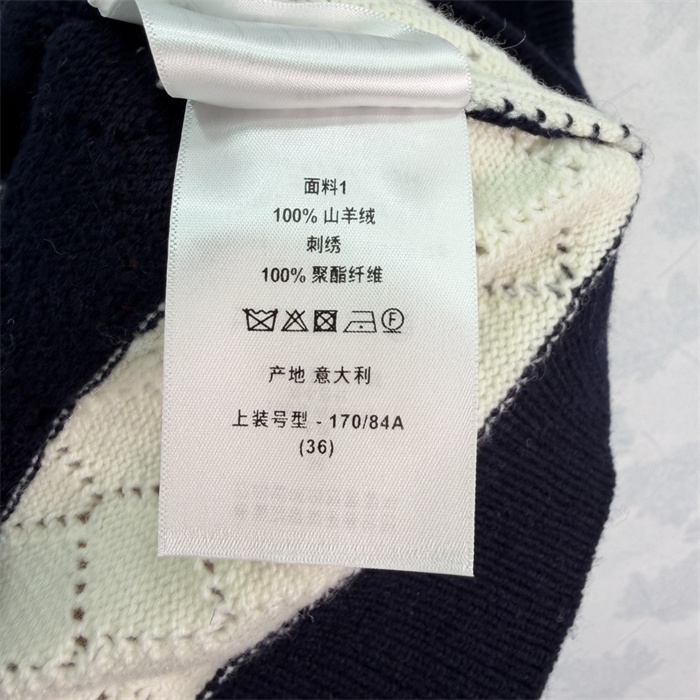 面料1
100% 山羊绒
刺绣
100% 聚酯纤维
F
产地 意大利
上装号型 - 170/84A
(36)